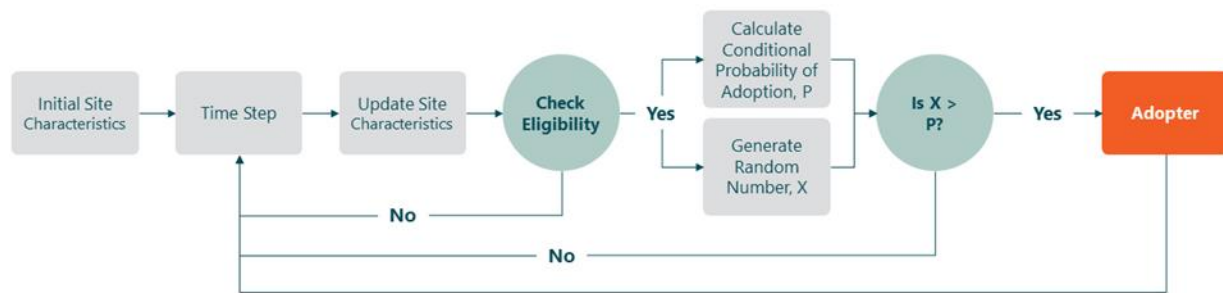 Initial Site
Characteristics
Time Step
Update Site
Characteristics
Check
Eligibility
Yes
Calculate
Conditional
Probability of
Adoption, P
Generate
Random
Number, X
Is X >
P?
Yes
Adopter
No
No